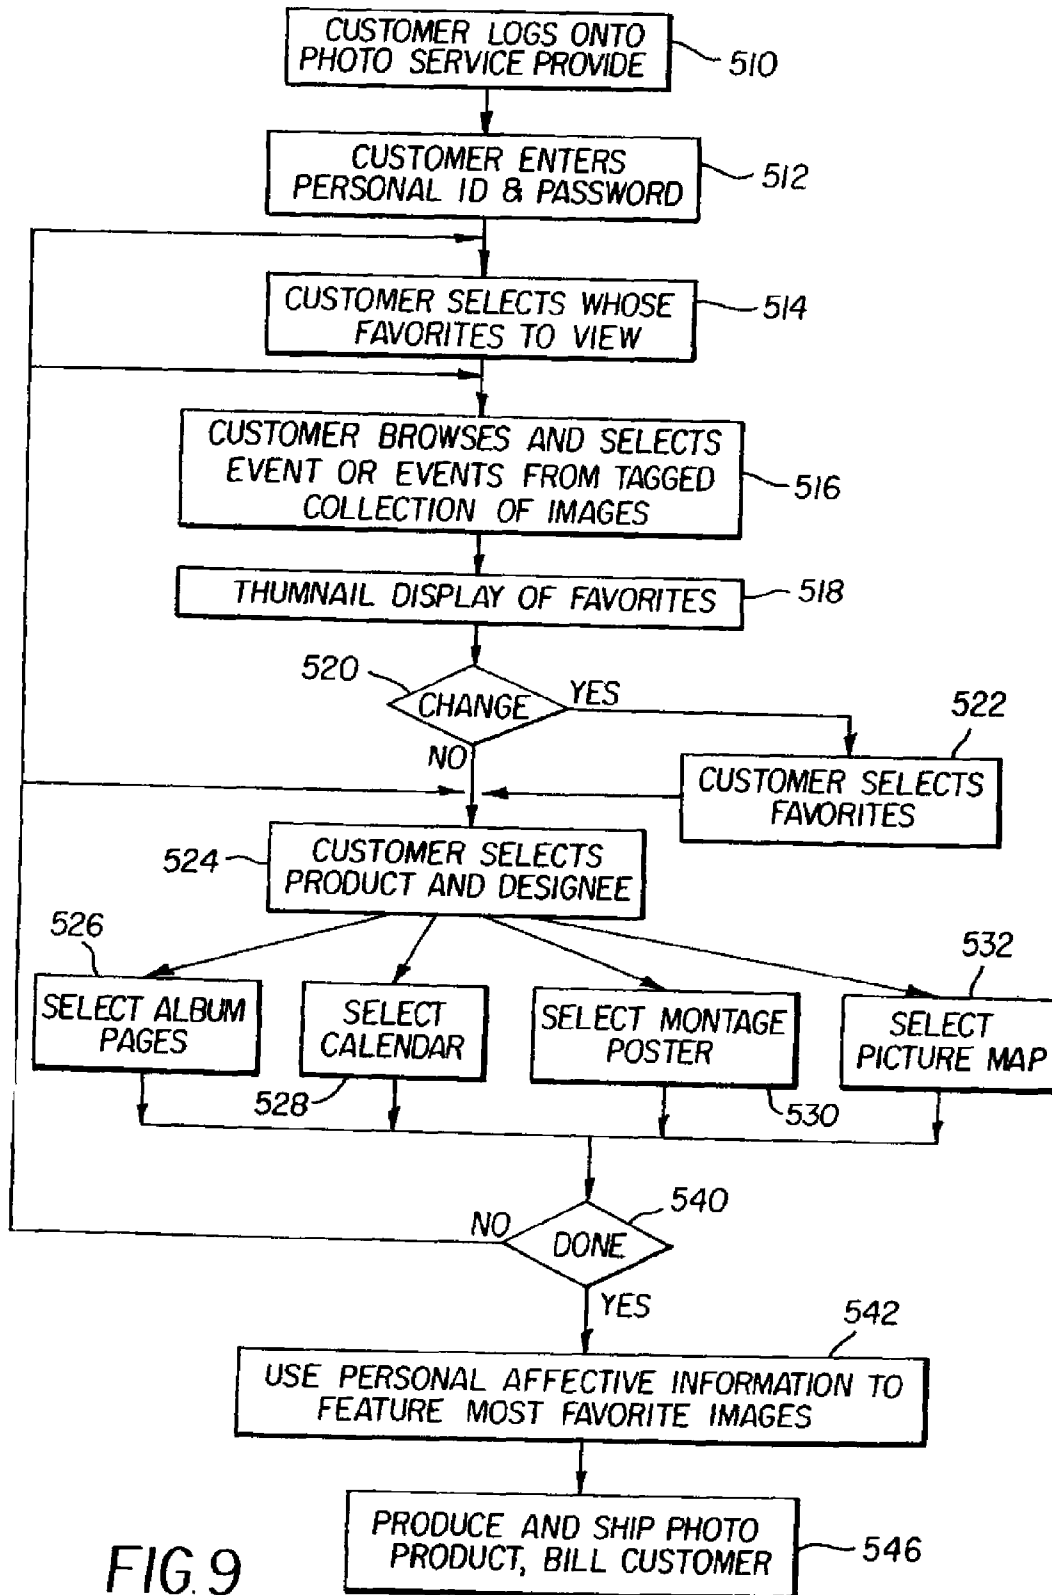 CUSTOMER LOGS ONTO
PHOTO SERVICE PROVIDE
510
CUSTOMER ENTERS
PERSONAL ID & PASSWORD
512
CUSTOMER SELECTS WHOSE
FAVORITES TO VIEW
514
CUSTOMER BROWSES AND SELECTS
EVENT OR EVENTS FROM TAGGED
COLLECTION OF IMAGES
516
THUMNAIL DISPLAY OF FAVORITES
518
520
CHANGE
YES
NO
522
CUSTOMER SELECTS
FAVORITES
524
CUSTOMER SELECTS
PRODUCT AND DESIGNEE
526
SELECT ALBUM
PAGES
SELECT
CALENDAR
528
SELECT MONTAGE
POSTER
530
532
SELECT
PICTURE MAP
540
NO
DONE
YES
542
USE PERSONAL AFFECTIVE INFORMATION TO
FEATURE MOST FAVORITE IMAGES
PRODUCE AND SHIP PHOTO
PRODUCT, BILL CUSTOMER
546
FIG. 9